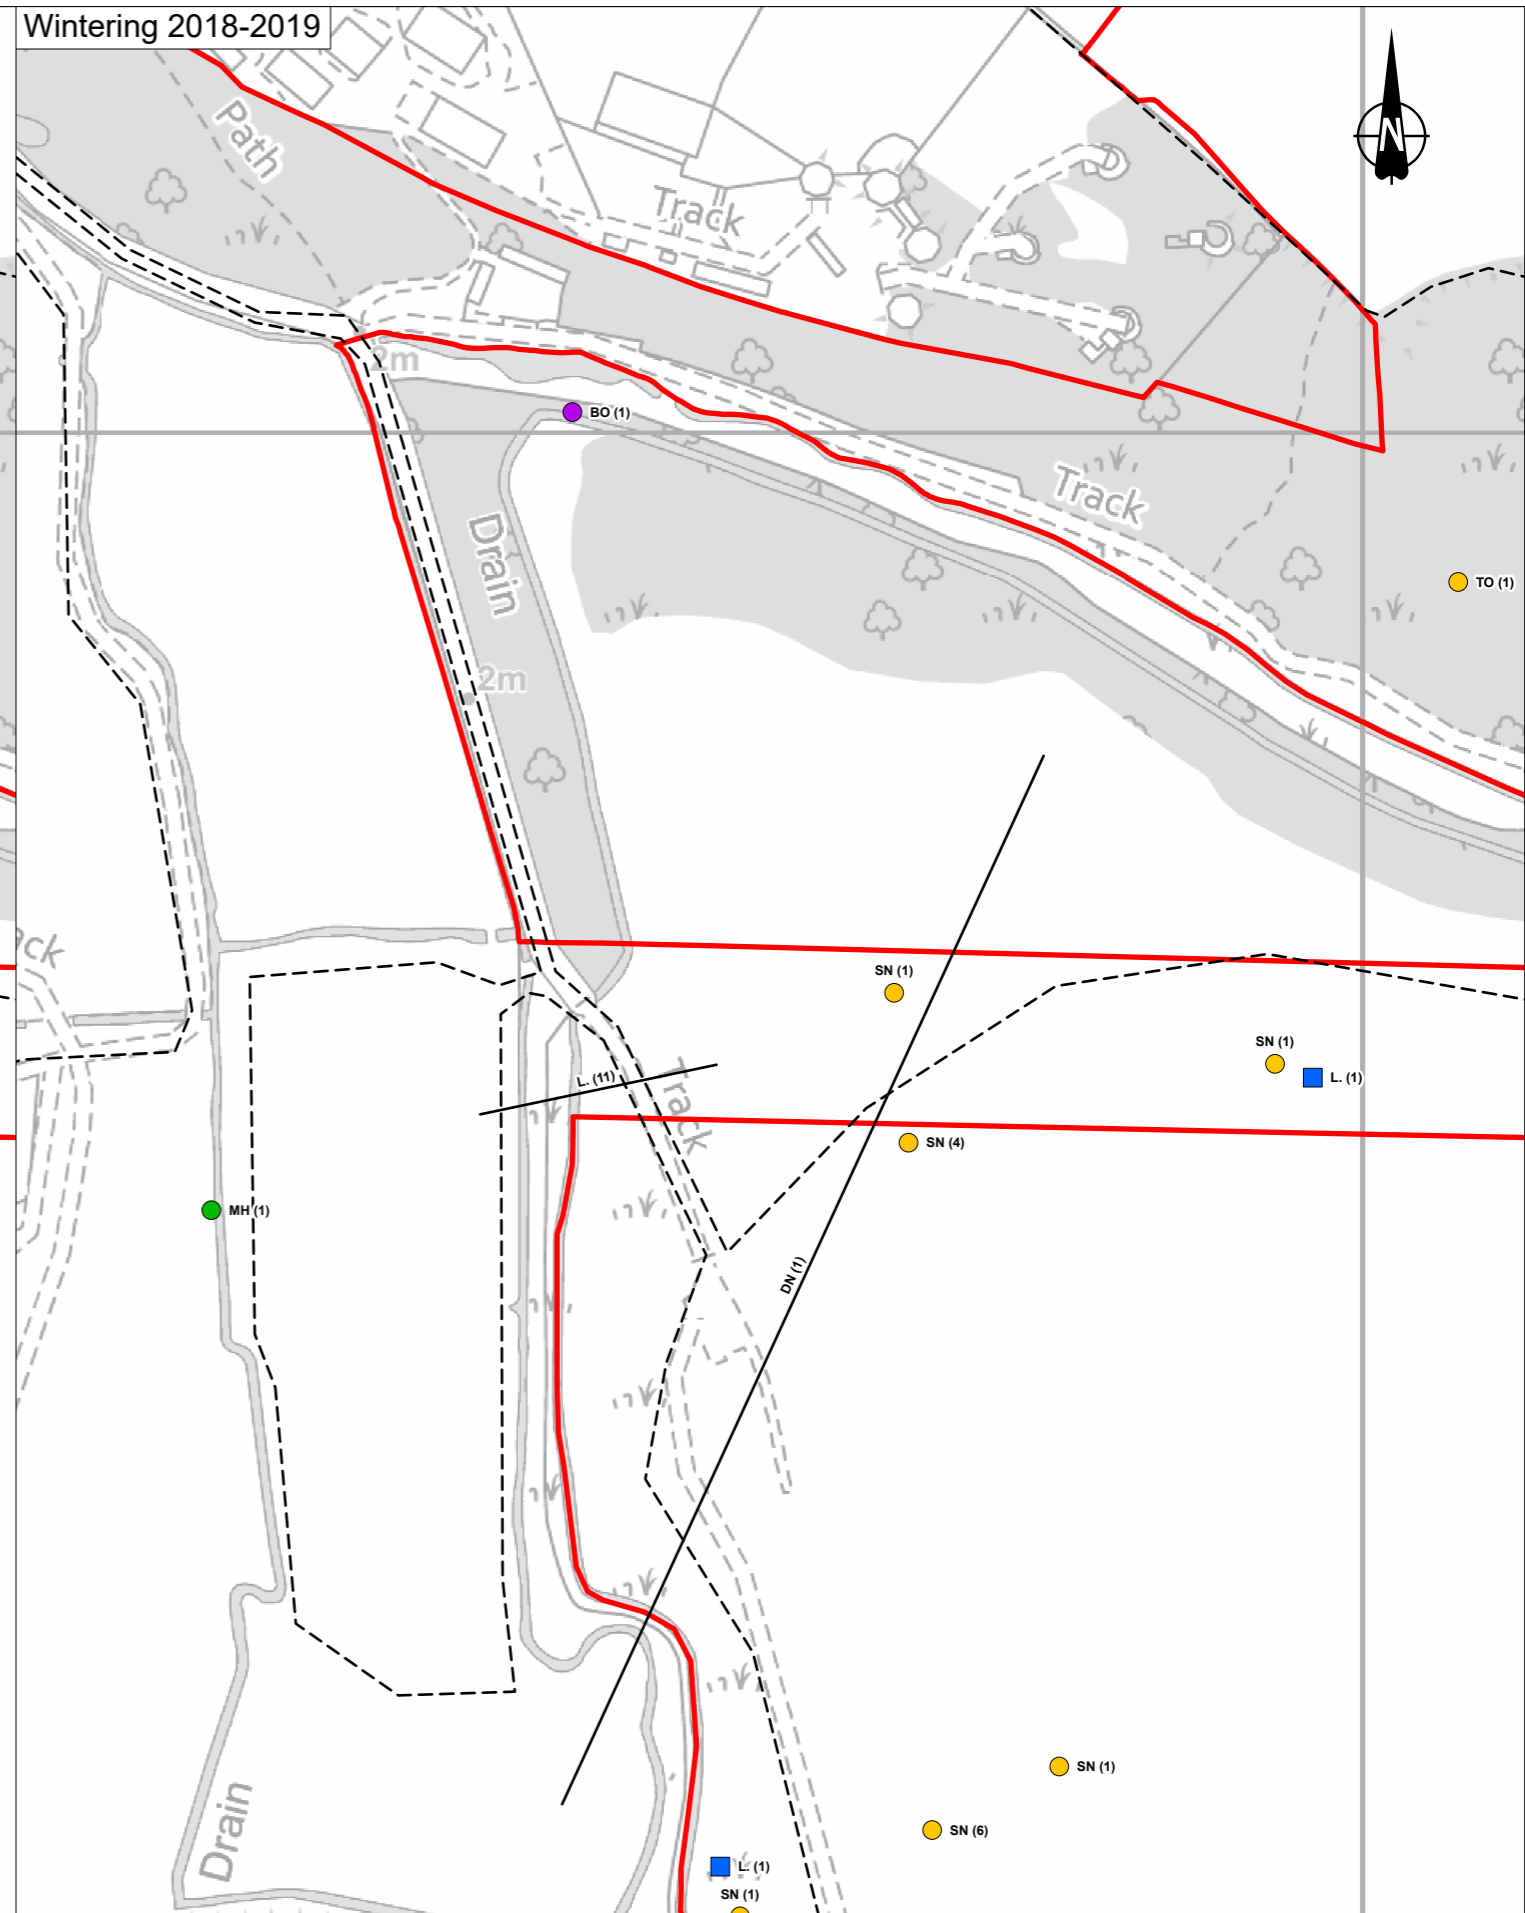 Wintering 2018-2019
N
Path
Track
2m
BO (1)
Track
Drain
TO (1)
2m
ack
SN (1)
SN (1)
L. (1)
L. (11)
Track
SN (4)
MH (1)
DN (1)
SN (1)
Drain
SN (6)
L. (1)
SN (1)